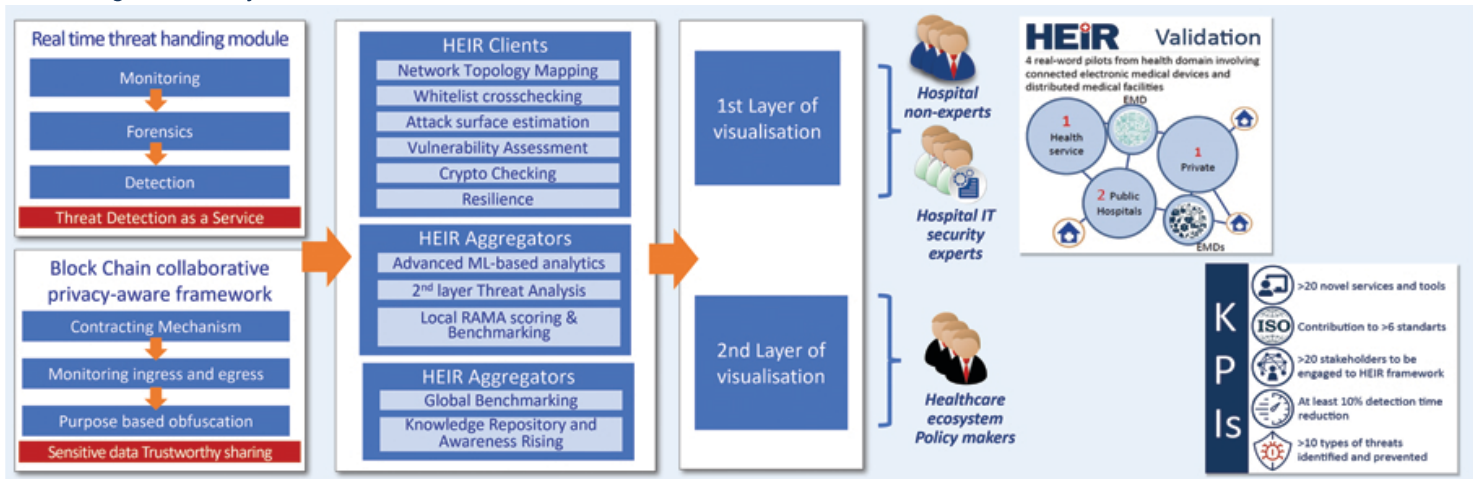 Real time threat handing module
Monitoring
Forensics
Detection
Threat Detection as a Service
Block Chain collaborative
privacy-aware framework
Contracting Mechanism
Monitoring ingress and egress
Purpose based obfuscation
Sensitive data Trustworthy sharing
HEIR Clients
Network Topology Mapping
Whitelist crosschecking
Attack surface estimation
Vulnerability Assessment
Crypto Checking
Resilience
HEIR Aggregators
Advanced ML-based analytics
2nd layer Threat Analysis
Local RAMA scoring &
Benchmarking
HEIR Aggregators
Global Benchmarking
Knowledge Repository and
Awareness Rising
1st Layer of
visualisation
2nd Layer of
visualisation
Hospital
non-experts
Hospital IT
security
experts
Healthcare
ecosystem
Policy makers
HEIR Validation
4 real-word pilots from health domain involving
connected electronic medical devices and
distributed medical facilities
EMD
1
Health
service
1
Private
2 Public
Hospitals
EMDs
K
P
Is
>20 novel services and tools
ISO
Contribution to >6 standarts
>20 stakeholders to be
engaged to HEIR framework
At least 10% detection time
reduction
>10 types of threats
identified and prevented